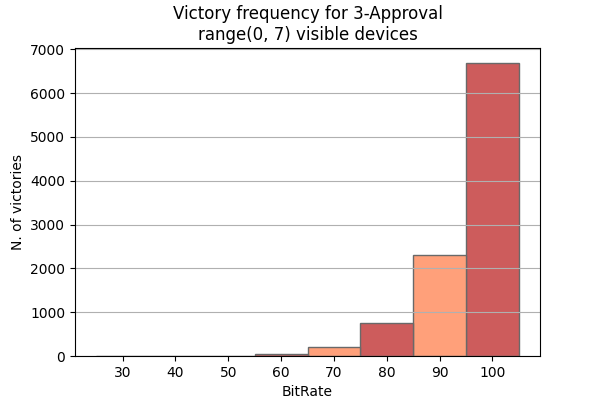 Victory frequency for 3-Approval
range(0, 7) visible devices
7000
6000
5000
4000
3000
2000
1000
0
N. of victories
30 40 50 60 70 80 90 100
BitRate